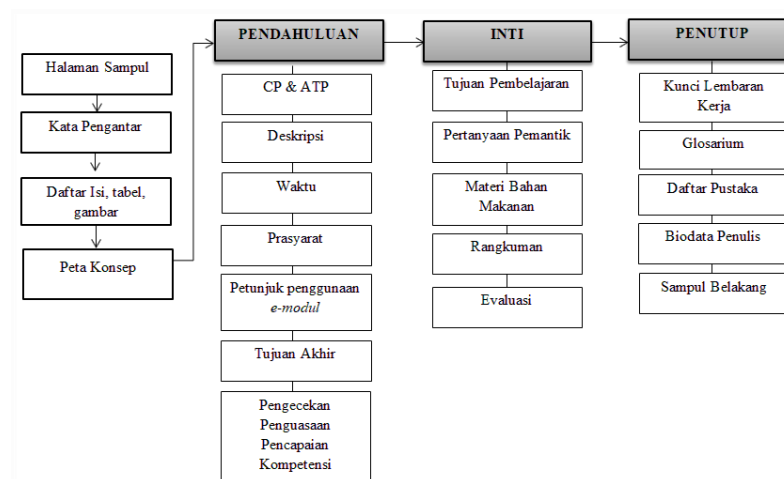 Halaman Sampul
Kata Pengantar
Daftar Isi, tabel,
gambar
Peta Konsep
PENDAHULUAN
CP & ATP
Deskripsi
Waktu
Prasyarat
Petunjuk penggunaan
e-modul
Tujuan Akhir
Pengecekan
Penguasaan
Pencapaian
Kompetensi
INTI
Tujuan Pembelajaran
Pertanyaan Pemantik
Materi Bahan
Makanan
Rangkuman
Evaluasi
PENUTUP
Kunci Lembaran
Kerja
Glosarium
Daftar Pustaka
Biodata Penulis
Sampul Belakang